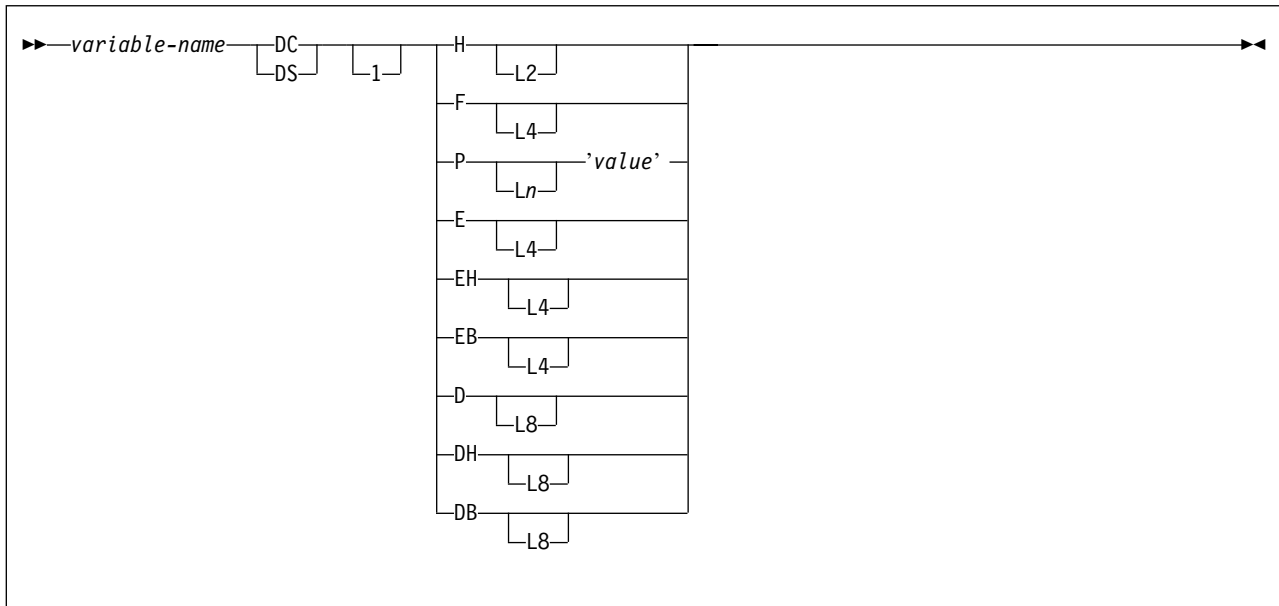 variable-name DC H
DS 1 L2
F
L4
P 'value'
Ln
E
L4
EH
L4
EB
L4
D
L8
DH
L8
DB
L8